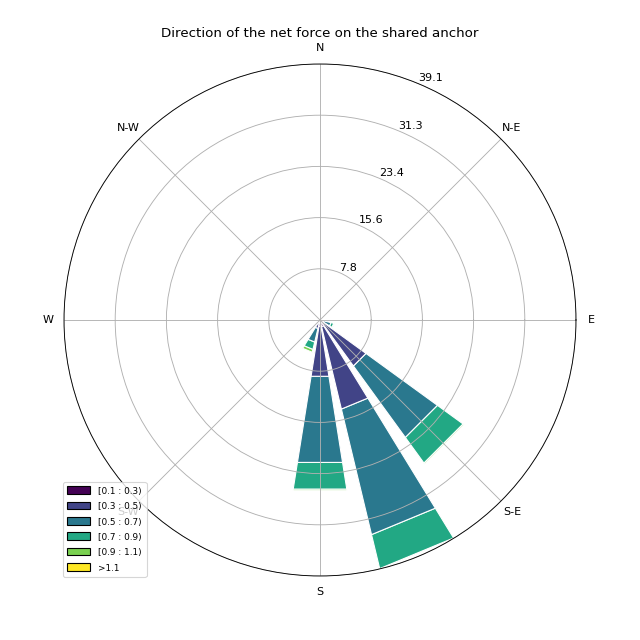 Direction of the net force on the shared anchor
N
39.1
N-W
31.3
N-E
23.4
15.6
7.8
W
E
[0.1 : 0.3)
[0.3 : 0.5)
S-W
S-E
[0.5 : 0.7)
[0.7 : 0.9)
[0.9 : 1.1)
>1.1
S